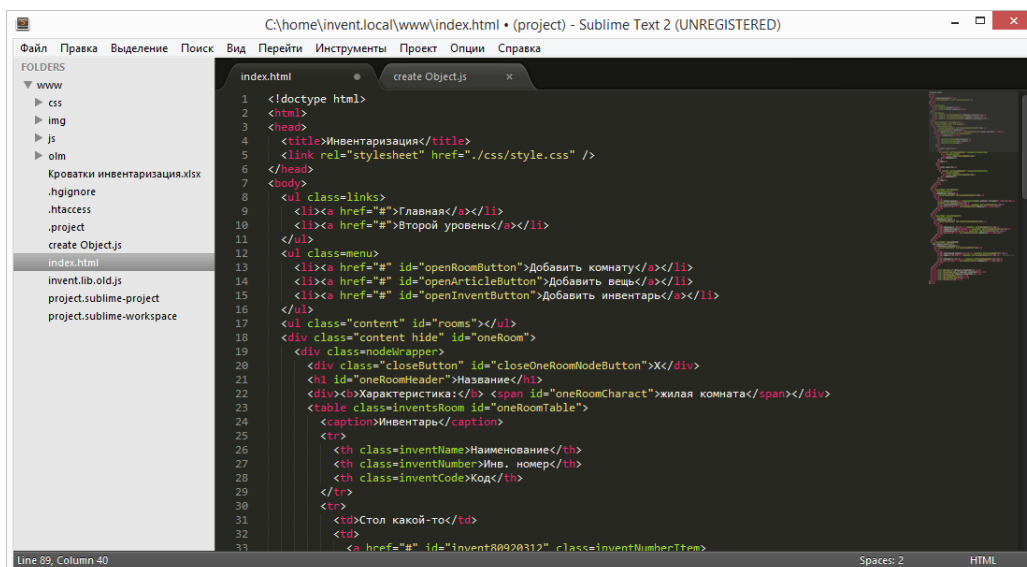 C:\home\invent.local\www\index.html • (project) - Sublime Text 2 (UNREGISTERED)
Файл Правка Выделение Поиск Вид Перейти Инструменты Проект Опции Справка
FOLDERS
www
css
img
js
olm
Кроватки инвентаризация.xlsx
.hgignore
.htaccess
.project
create Object.js
index.html
invent.lib.old.js
project.sublime-project
project.sublime-workspace
index.html
create Object.js
1 <!doctype html>
2 <html>
3 <head>
4 <title>Инвентаризация</title>
5 <link rel="stylesheet" href="./css/style.css" />
6 </head>
7 <body>
8 <ul class=links>
9 <li><a href="#">Главная</a></li>
10 <li><a href="#">Второй уровень</a></li>
11 </ul>
12 <ul class=menu>
13 <li><a href="#" id="openRoomButton">Добавить комнату</a></li>
14 <li><a href="#" id="openArticleButton">Добавить вещь</a></li>
15 <li><a href="#" id="openInventButton">Добавить инвентарь</a></li>
16 </ul>
17 <ul class="content" id="rooms"></ul>
18 <div class="content hide" id="oneRoom">
19 <div class=nodeWrapper>
20 <div class="closeButton" id="closeOneRoomNodeButton">X</div>
21 <h1 id="oneRoomHeader">Название</h1>
22 <div><b>Характеристика:</b> <span id="oneRoomCharact">жилая комната</span></div>
23 <table class=inventsRoom id="oneRoomTable">
24 <caption>Инвентарь</caption>
25 <tr>
26 <th class=inventName>Наименование</th>
27 <th class=inventNumber>Инв. номер</th>
28 <th class=inventCode>Код</th>
29 </tr>
30 <tr>
31 <td>Стол какой-то</td>
32 <td>
33 <a href="#" id="invent80920312" class=inventNumberItem>
Line 89, Column 40
Spaces: 2
HTML